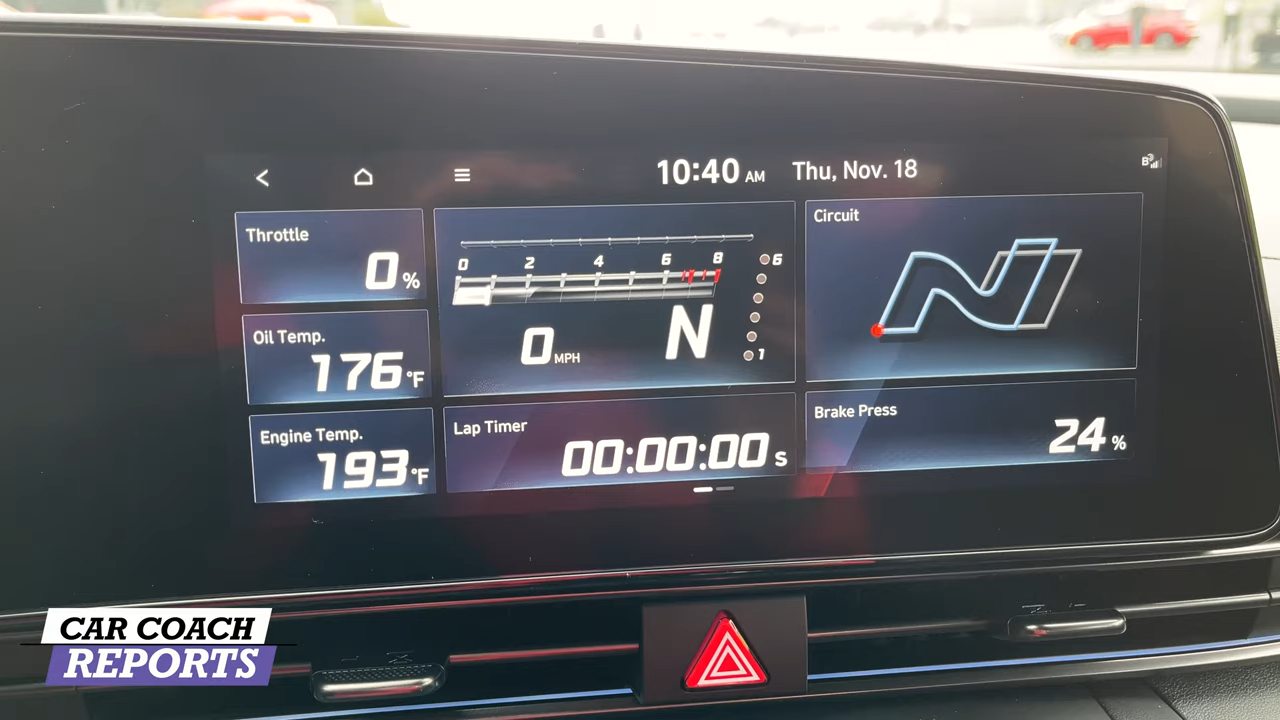 10:40 AM Thu, Nov. 18
B
Throttle
0 %
Oil Temp.
176 °F
Engine Temp.
193 °F
0 2 4 6 8
6
1
0 MPH
N
Lap Timer
00:00:00 S
Circuit
Brake Press
24 %
CAR COACH
REPORTS